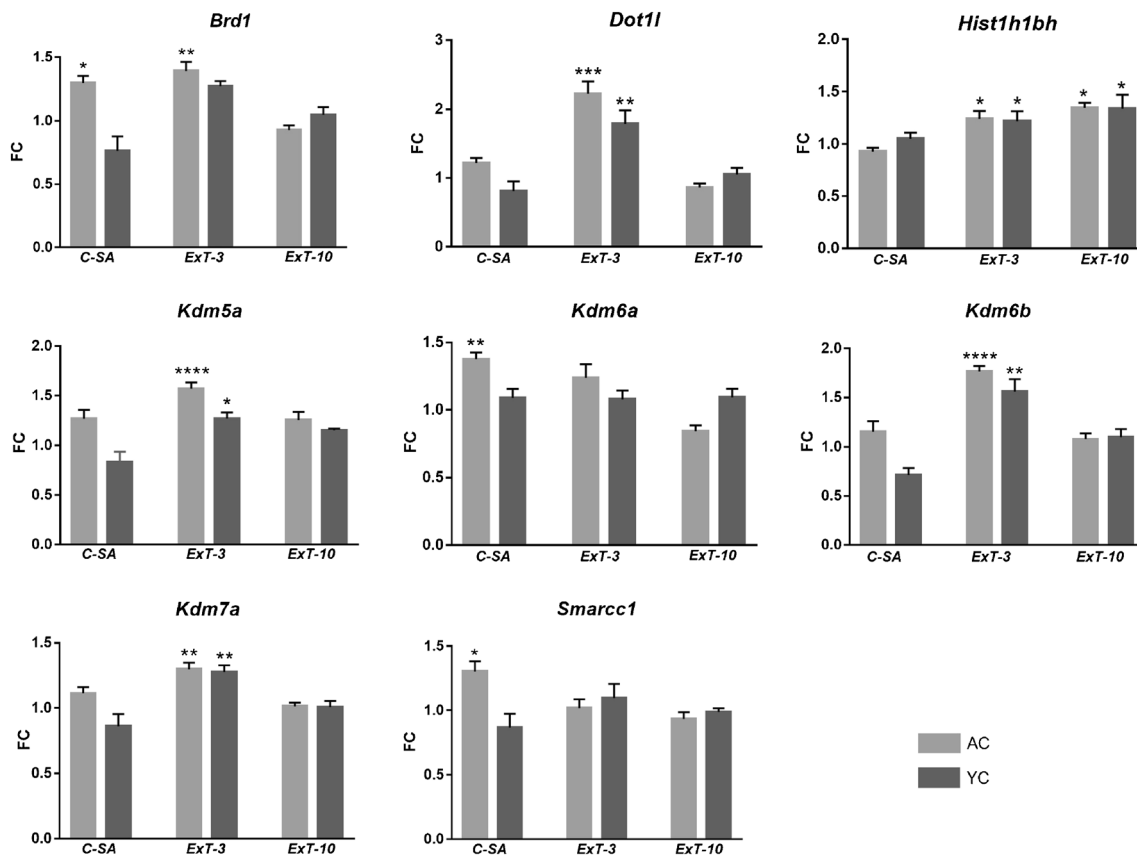 Brd1
*
**
1.5
1.0
0.5
0.0
FC
C-SA ExT-3 ExT-10
Dot1l
***
**
3
2
1
0
FC
C-SA ExT-3 ExT-10
Hist1h1bh
* * * *
2.0
1.5
1.0
0.5
0.0
FC
C-SA ExT-3 ExT-10
Kdm5a
****
*
2.0
1.5
1.0
0.5
0.0
FC
C-SA ExT-3 ExT-10
Kdm6a
**
1.5
1.0
0.5
0.0
FC
C-SA ExT-3 ExT-10
Kdm6b
****
**
2.0
1.5
1.0
0.5
0.0
FC
C-SA ExT-3 ExT-10
Kdm7a
** **
1.5
1.0
0.5
0.0
FC
C-SA ExT-3 ExT-10
Smarcc1
*
1.5
1.0
0.5
0.0
FC
C-SA ExT-3 ExT-10
AC
YC